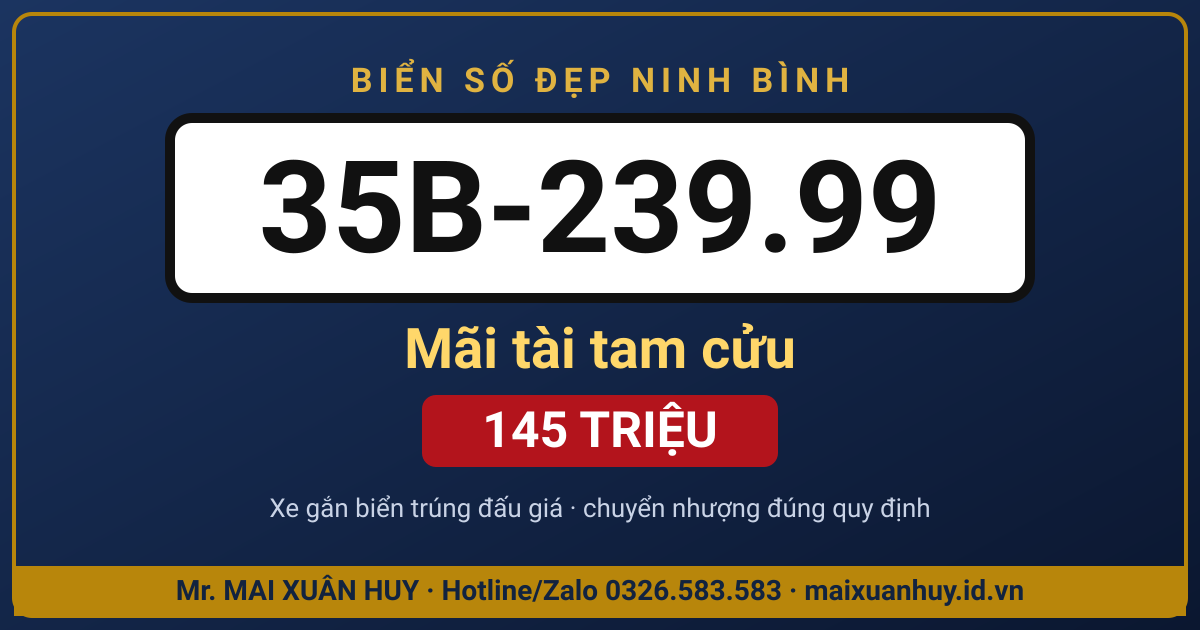 BIỂN SỐ ĐẸP NINH BÌNH
35B-239.99
Mãi tài tam cửu
145 TRIỆU
Xe gắn biển trúng đấu giá · chuyển nhượng đúng quy định
Mr. MAI XUÂN HUY · Hotline/Zalo 0326.583.583 · maixuanhuy.id.vn